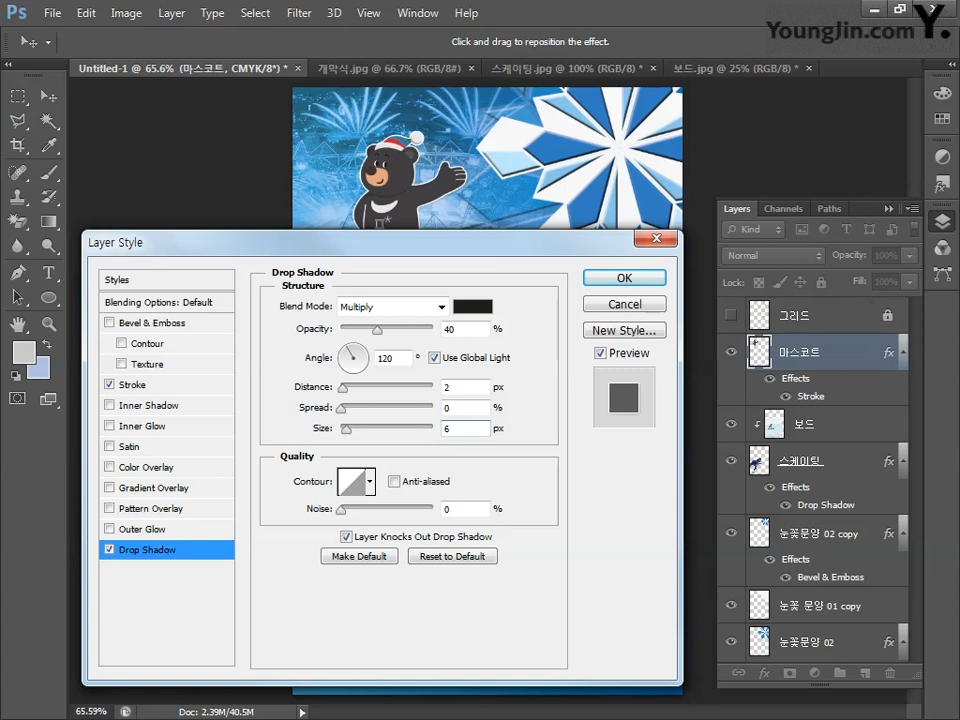 Ps File Edit Image Layer Type Select Filter 3D View Window Help
YoungJin.com Y.
Click and drag to reposition the effect.
Untitled-1 @ 65.6% (마스코트, CMYK/8*) * ×
개막식.jpg @ 66.7% (RGB/8#) ×
스케이팅.jpg @ 100% (RGB/8) * ×
보드.jpg @ 25% (RGB/8*) * ×
Layer Style
Styles
Blending Options: Default
Bevel & Emboss
Contour
Texture
Stroke
Inner Shadow
Inner Glow
Satin
Color Overlay
Gradient Overlay
Pattern Overlay
Outer Glow
Drop Shadow
Drop Shadow
Structure
Blend Mode: Multiply
Opacity: 40 %
Angle: 120 ° Use Global Light
Distance: 2 px
Spread: 0 %
Size: 6 px
Quality
Contour: Anti-aliased
Noise: 0 %
Layer Knocks Out Drop Shadow
Make Default Reset to Default
OK
Cancel
New Style...
Preview
Layers Channels Paths
Kind
Normal Opacity: 100%
Lock: Fill: 100%
그리드
마스코트 fx
Effects
Stroke
보드
스케이팅 fx
Effects
Drop Shadow
눈꽃문양 02 copy fx
Effects
Bevel & Emboss
눈꽃 문양 01 copy
눈꽃문양 02 fx
fx
65.59% Doc: 2.39M/40.5M